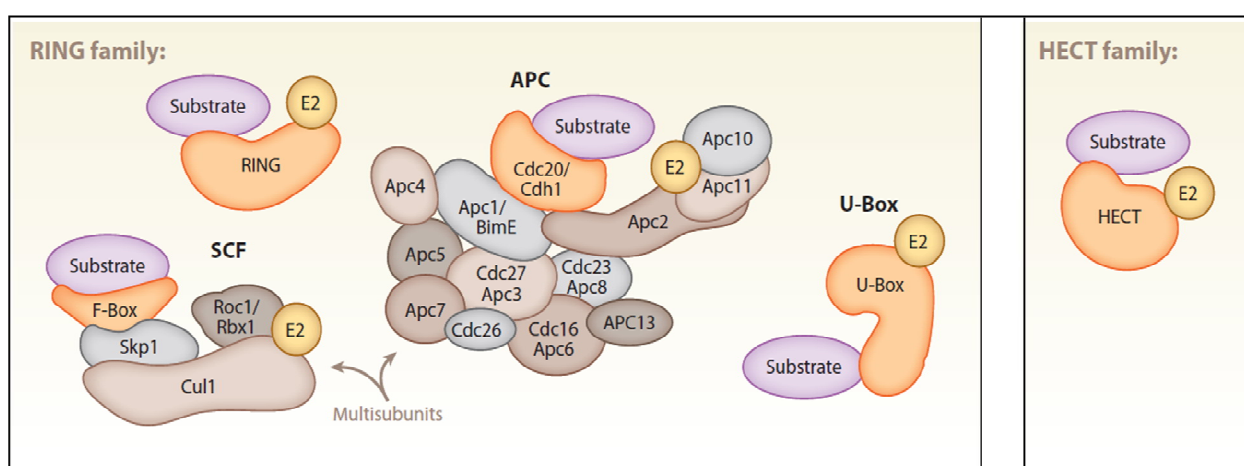 RING family:
HECT family:
Substrate
E2
RING
APC
Substrate
Cdc20/
Cdh1
E2
Apc10
Apc11
Apc4
Apc1/
BimE
Apc2
Apc5
Cdc27
Apc3
Cdc23
Apc8
Apc7
Cdc26
Cdc16
Apc6
APC13
SCF
Substrate
F-Box
Roc1/
Rbx1
E2
Skp1
Cul1
Multisubunits
U-Box
E2
U-Box
Substrate
Substrate
E2
HECT